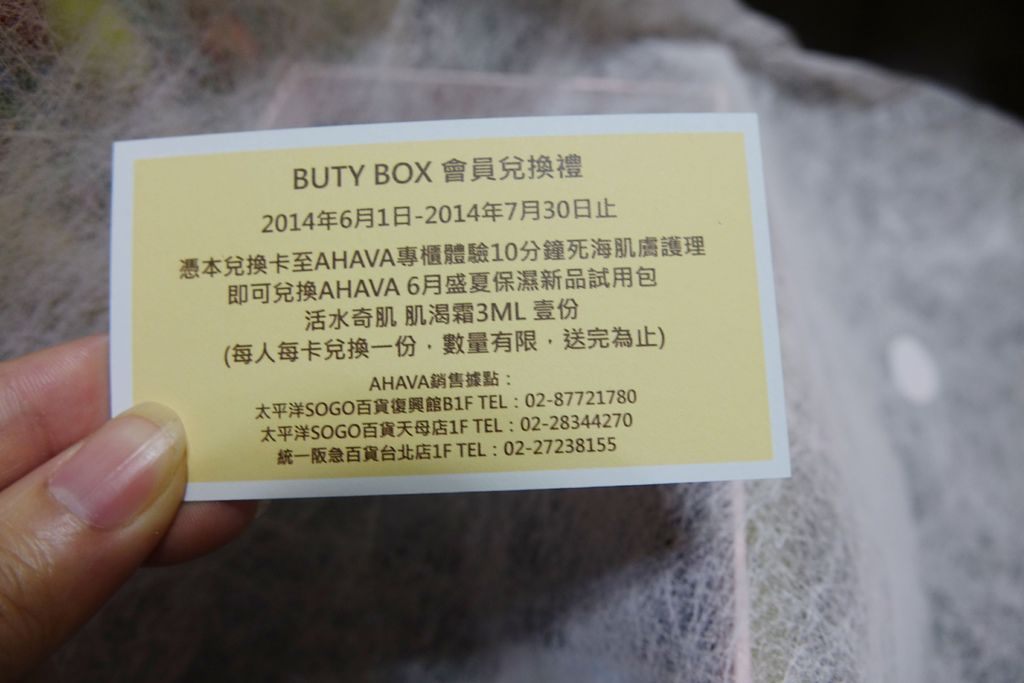 BUTY BOX 會員兌換禮
2014年6月1日-2014年7月30日止
憑本兌換卡至AHAVA專櫃體驗10分鐘死海肌膚護理
即可兌換AHAVA 6月盛夏保濕新品試用包
活水奇肌 肌渴霜3ML 壹份
(每人每卡兌換一份，數量有限，送完為止)
AHAVA銷售據點：
太平洋SOGO百貨復興館B1F TEL：02-87721780
太平洋SOGO百貨天母店1F TEL：02-28344270
統一阪急百貨台北店1F TEL：02-27238155